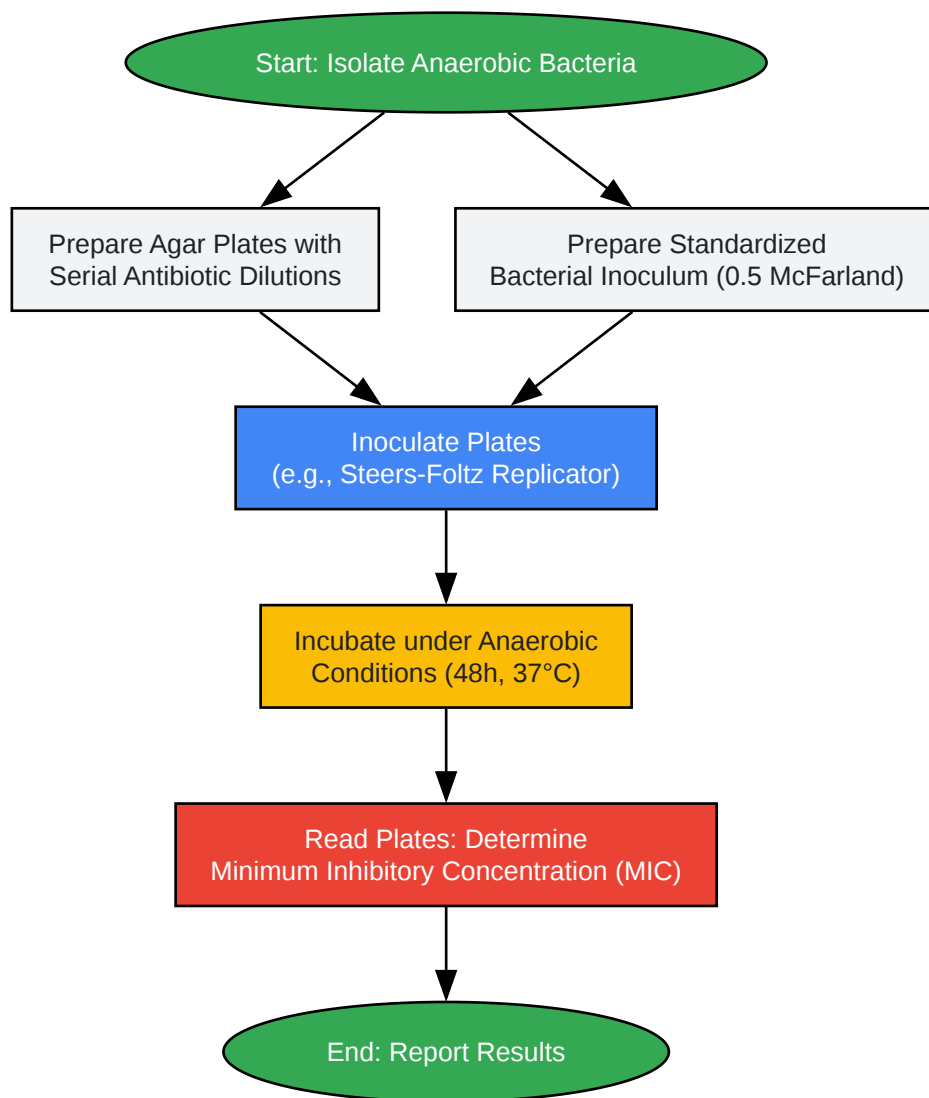 Start: Isolate Anaerobic Bacteria
Prepare Agar Plates with
Serial Antibiotic Dilutions
Prepare Standardized
Bacterial Inoculum (0.5 McFarland)
Inoculate Plates
(e.g., Steers-Foltz Replicator)
Incubate under Anaerobic
Conditions (48h, 37°C)
Read Plates: Determine
Minimum Inhibitory Concentration (MIC)
End: Report Results